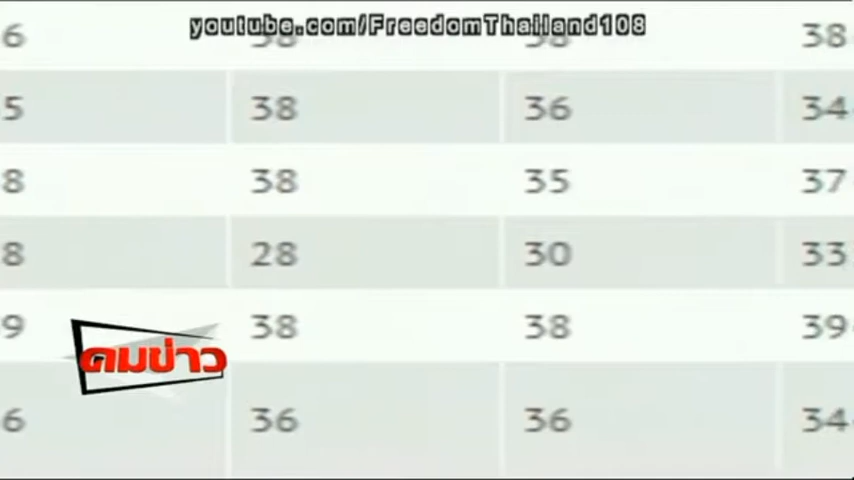 youtube.com/FreedomThailand108
6 38 38 38
5 38 36 34
8 38 35 37
8 28 30 33
9 38 38 39
คมข่าว
6 36 36 34